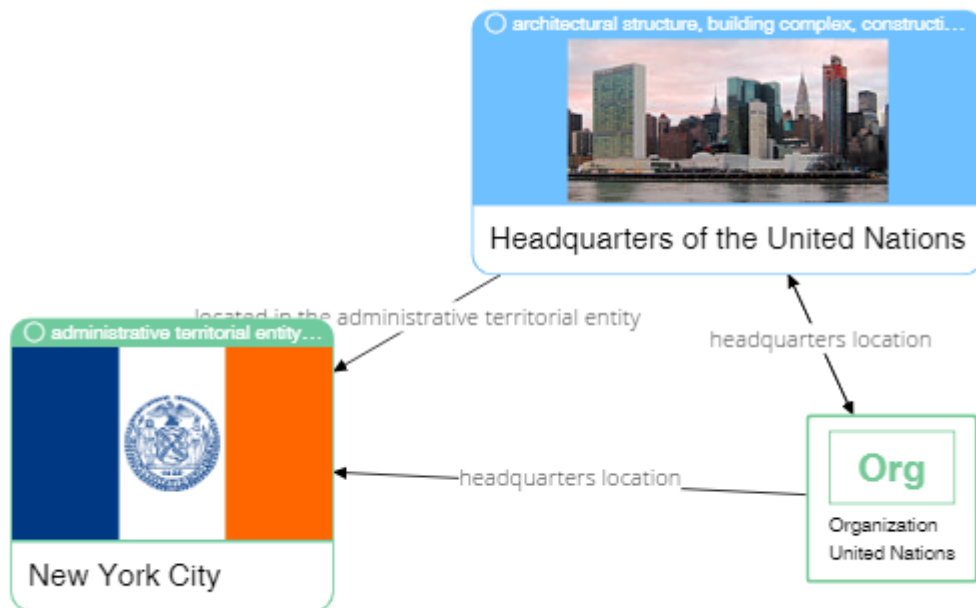 architectural structure, building complex, constructi...
Headquarters of the United Nations
located in the administrative territorial entity
administrative territorial entity...
headquarters location
headquarters location
Org
Organization
United Nations
New York City